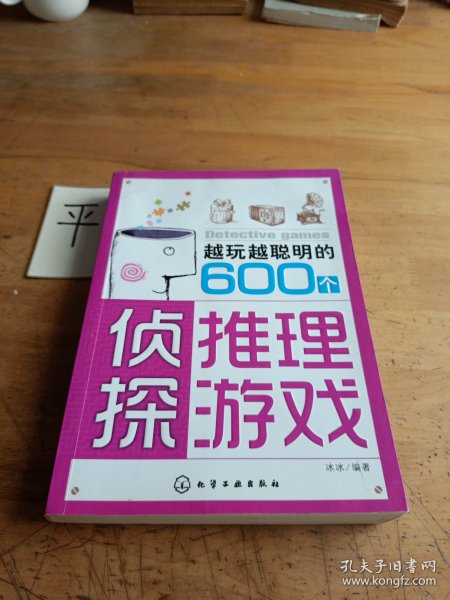 平
Detective games
越玩越聪明的
600个
侦探
推理
游戏
冰冰/编著
化学工业出版社
孔夫子旧书网
www.kongfz.com